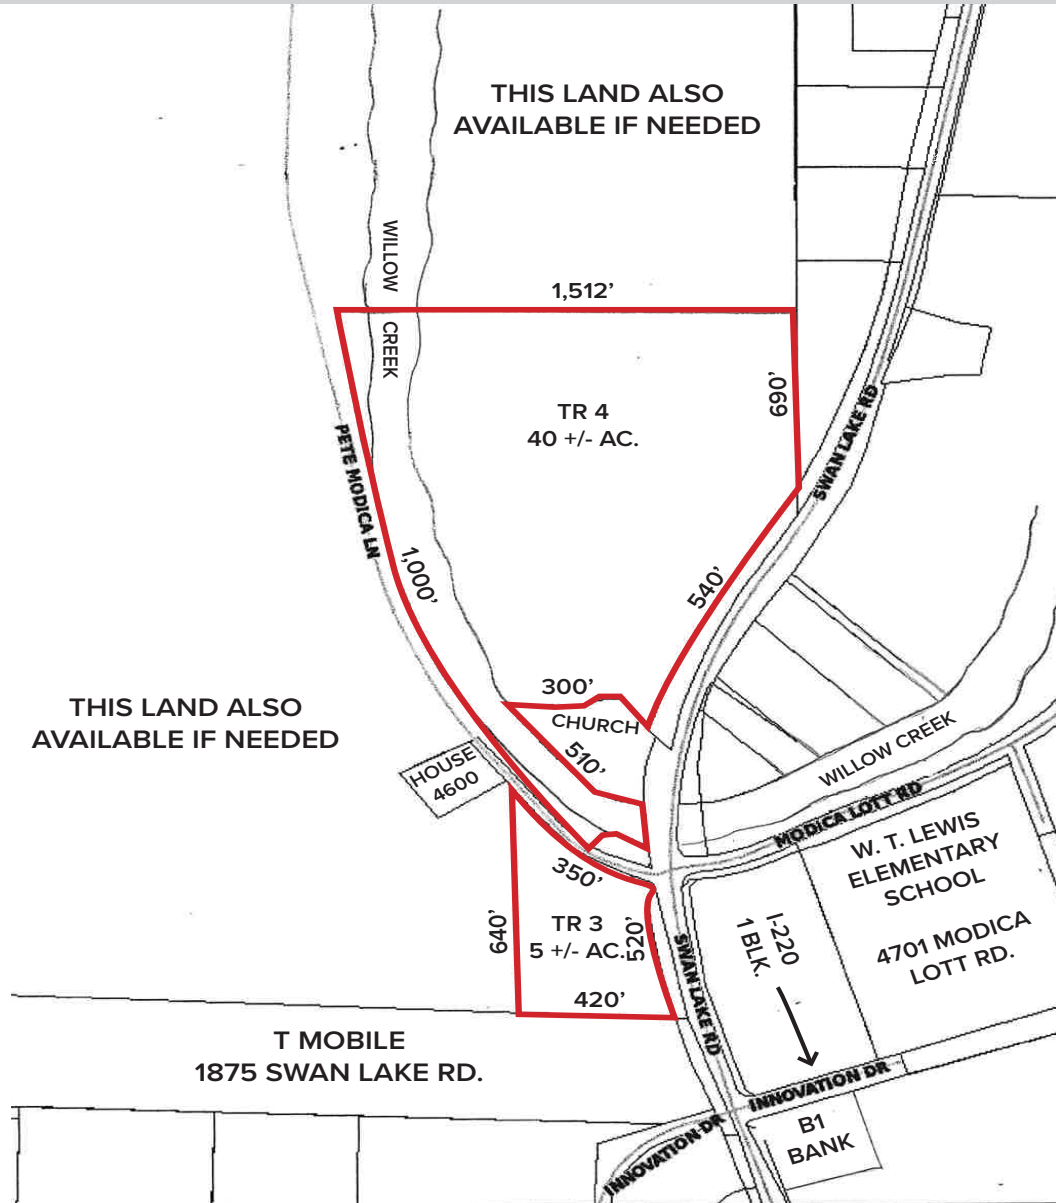 THIS LAND ALSO
AVAILABLE IF NEEDED
WILLOW
CREEK
1,512’
690’
TR 4
40 +/- AC.
SWAN LAKE RD
PETE MODICA LN
1,000’
540’
300’
CHURCH
510’
THIS LAND ALSO
AVAILABLE IF NEEDED
HOUSE
4600
WILLOW CREEK
MODICA LOTT RD
W. T. LEWIS
ELEMENTARY
SCHOOL
4701 MODICA
LOTT RD.
350’
640’
TR 3
5 +/- AC.
520’
420’
I-220
1 BLK.
SWAN LAKE RD
T MOBILE
1875 SWAN LAKE RD.
INNOVATION DR
INNOVATION DR
B1
BANK